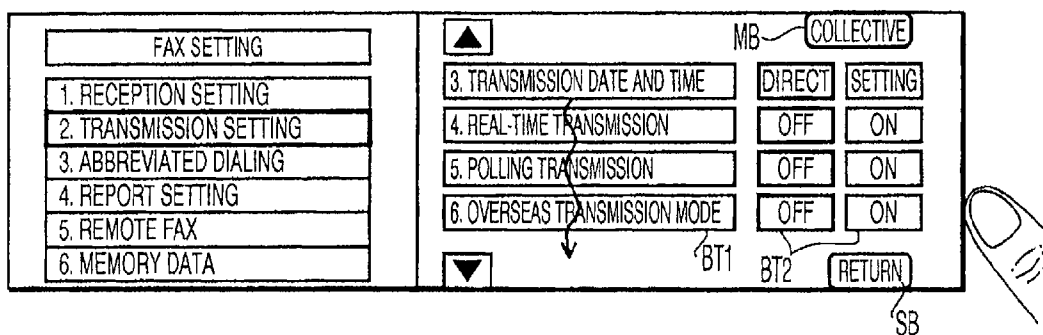 FAX SETTING
1. RECEPTION SETTING
2. TRANSMISSION SETTING
3. ABBREVIATED DIALING
4. REPORT SETTING
5. REMOTE FAX
6. MEMORY DATA
MB COLLECTIVE
3. TRANSMISSION DATE AND TIME DIRECT SETTING
4. REAL-TIME TRANSMISSION OFF ON
5. POLLING TRANSMISSION OFF ON
6. OVERSEAS TRANSMISSION MODE OFF ON
BT1 BT2 RETURN
SB